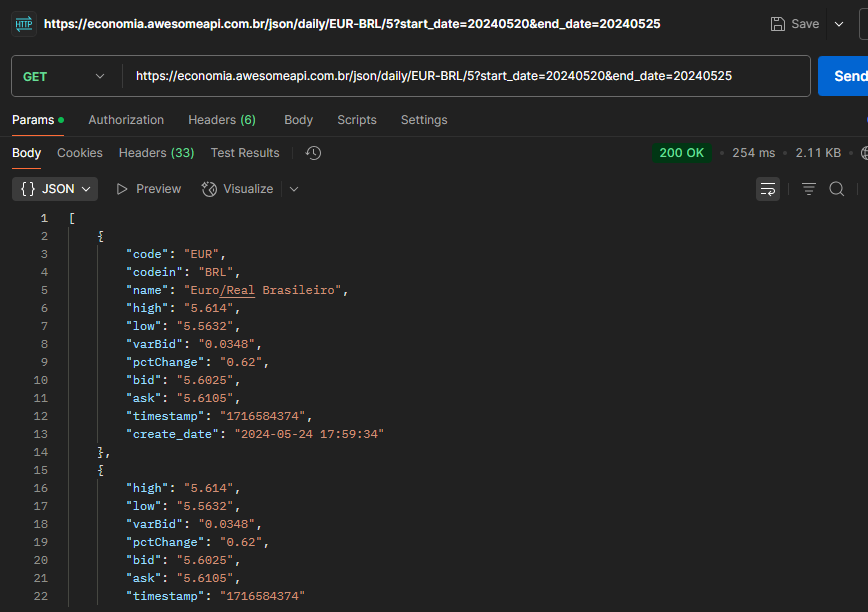 HTTP https://economia.awesomeapi.com.br/json/daily/EUR-BRL/5?start_date=20240520&end_date=20240525 Save
GET https://economia.awesomeapi.com.br/json/daily/EUR-BRL/5?start_date=20240520&end_date=20240525 Send
Params Authorization Headers (6) Body Scripts Settings
Body Cookies Headers (33) Test Results 200 OK 254 ms 2.11 KB
{} JSON Preview Visualize
1 [
2 {
3 "code": "EUR",
4 "codein": "BRL",
5 "name": "Euro/Real Brasileiro",
6 "high": "5.614",
7 "low": "5.5632",
8 "varBid": "0.0348",
9 "pctChange": "0.62",
10 "bid": "5.6025",
11 "ask": "5.6105",
12 "timestamp": "1716584374",
13 "create_date": "2024-05-24 17:59:34"
14 },
15 {
16 "high": "5.614",
17 "low": "5.5632",
18 "varBid": "0.0348",
19 "pctChange": "0.62",
20 "bid": "5.6025",
21 "ask": "5.6105",
22 "timestamp": "1716584374"